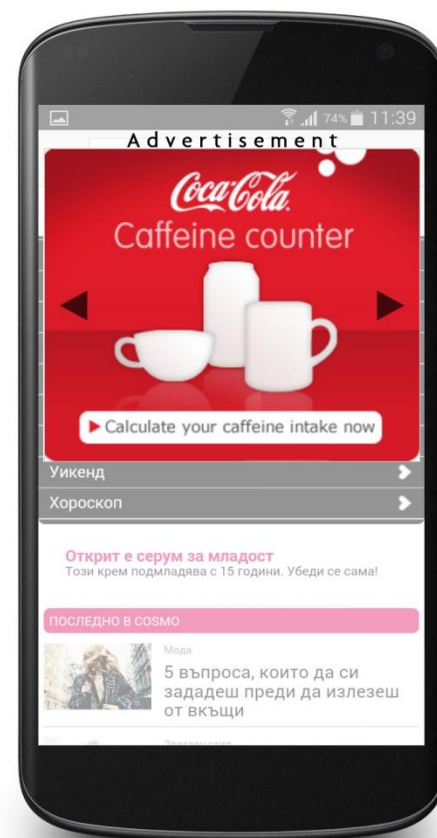 74% 11:39
Advertisement
Coca-Cola
Caffeine counter
Calculate your caffeine intake now
Уикенд
Хороскоп
Открит е серум за младост
Този крем подмладява с 15 години. Убеди се сама!
ПОСЛЕДНО В COSMO
Мода
5 въпроса, които да си
зададеш преди да излезеш
от вкъщи